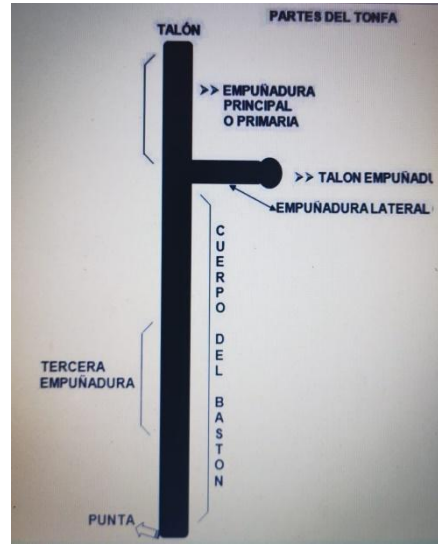 PARTES DEL TONFA
TALÓN
>> EMPUÑADURA
PRINCIPAL
O PRIMARIA
>> TALON EMPUÑADU
EMPUÑADURA LATERAL
CUERPO DEL BASTON
TERCERA
EMPUÑADURA
PUNTA